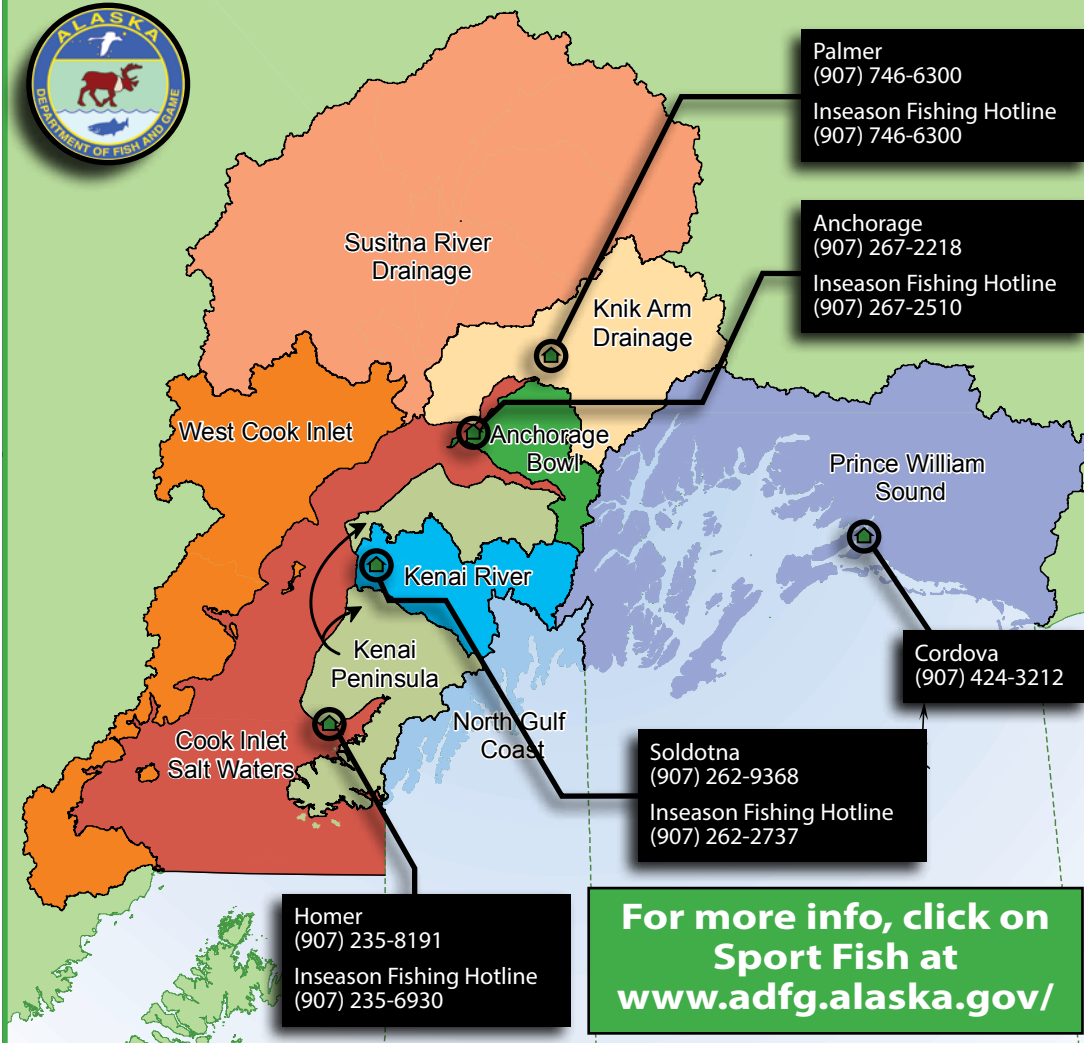 ALASKA
DEPARTMENT OF FISH AND GAME
Palmer
(907) 746-6300
Inseason Fishing Hotline
(907) 746-6300
Anchorage
(907) 267-2218
Inseason Fishing Hotline
(907) 267-2510
Susitna River
Drainage
Knik Arm
Drainage
West Cook Inlet
Anchorage
Bowl
Prince William
Sound
Kenai River
Kenai
Peninsula
North Gulf
Coast
Cook Inlet
Salt Waters
Cordova
(907) 424-3212
Soldotna
(907) 262-9368
Inseason Fishing Hotline
(907) 262-2737
Homer
(907) 235-8191
Inseason Fishing Hotline
(907) 235-6930
For more info, click on
Sport Fish at
www.adfg.alaska.gov/